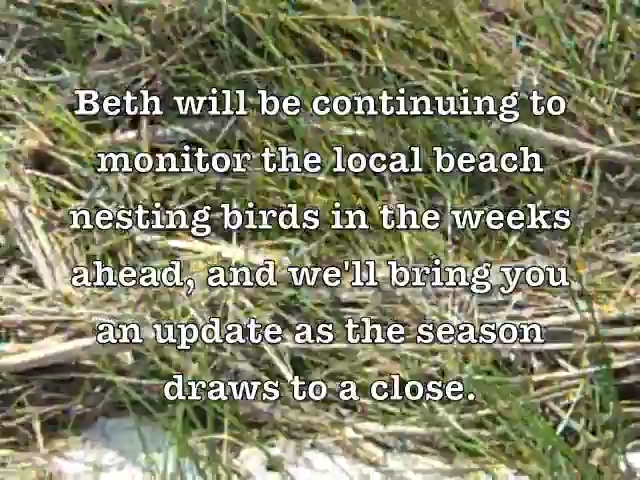 Beth will be continuing to
monitor the local beach
nesting birds in the weeks
ahead, and we'll bring you
an update as the season
draws to a close.